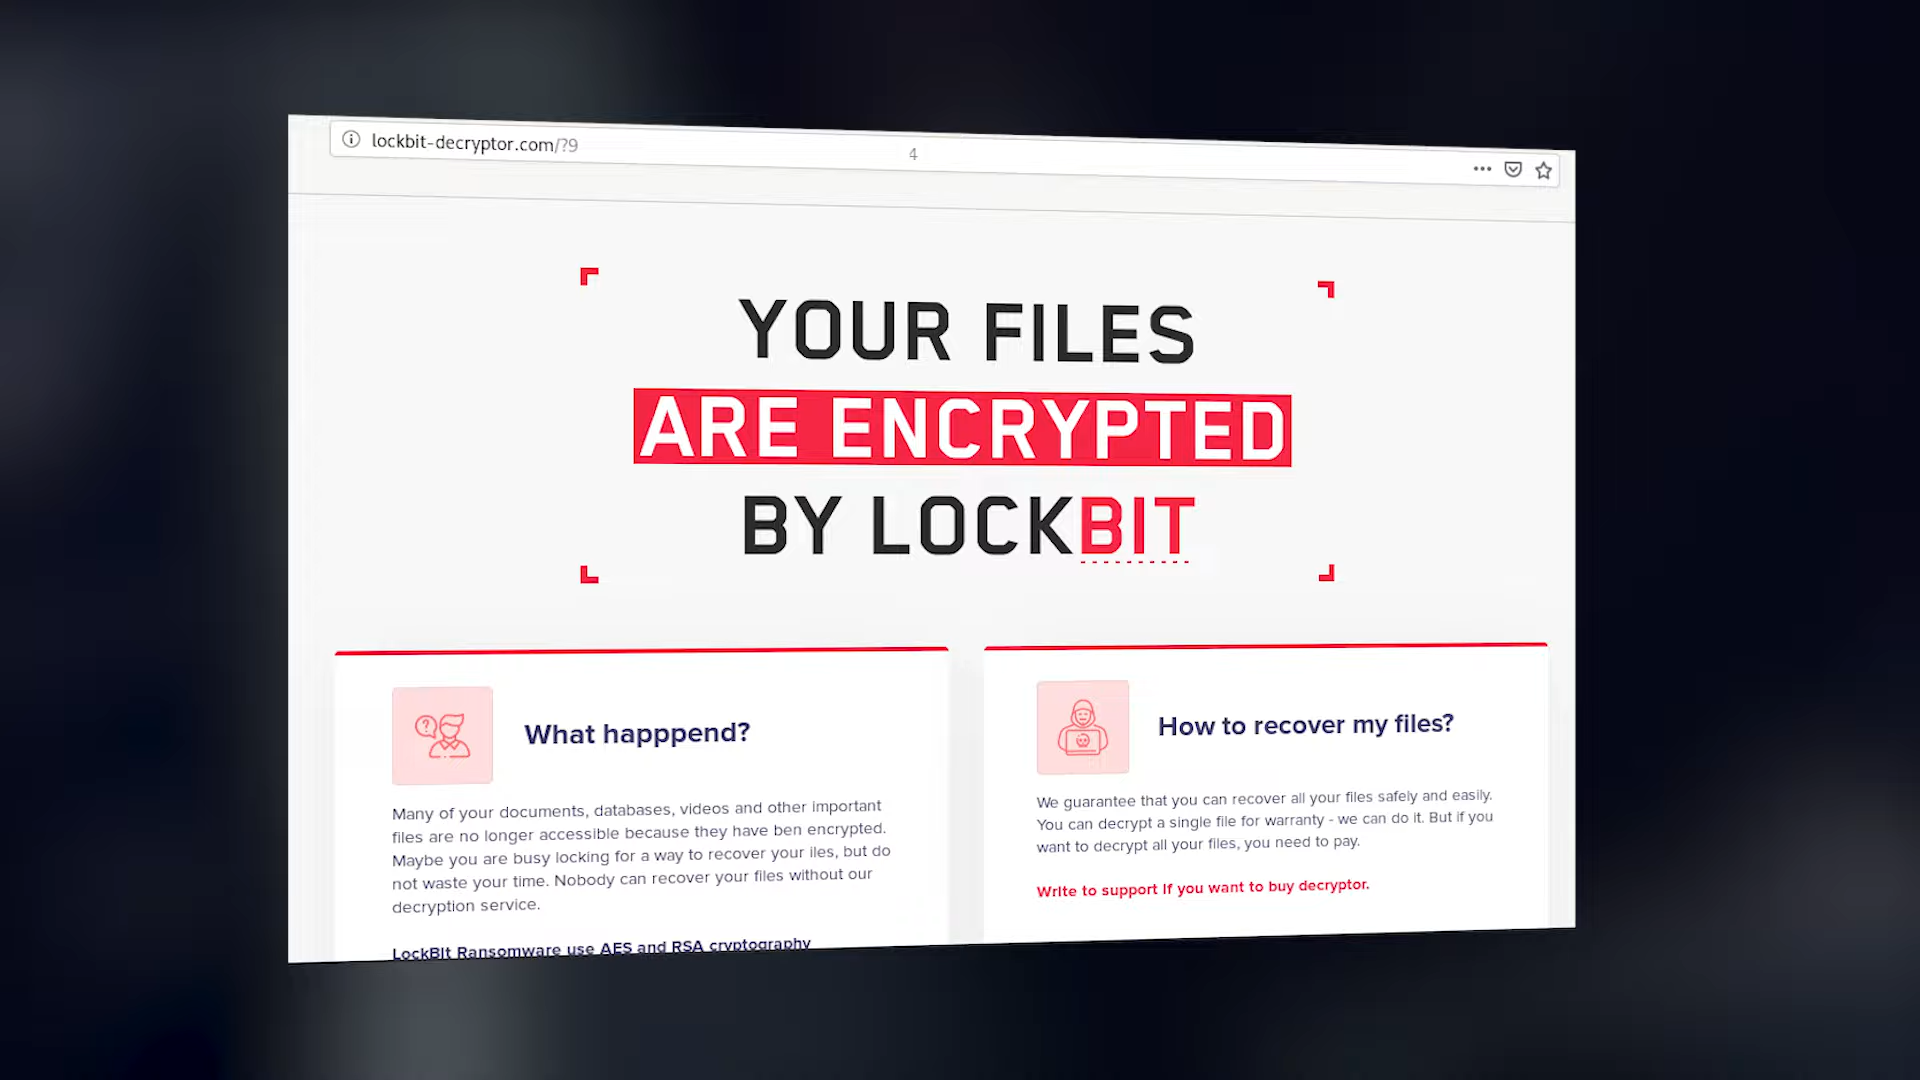 lockbit-decryptor.com/?9 4
YOUR FILES
ARE ENCRYPTED
BY LOCKBIT
What happpend?
Many of your documents, databases, videos and other important
files are no longer accessible because they have ben encrypted.
Maybe you are busy locking for a way to recover your iles, but do
not waste your time. Nobody can recover your files without our
decryption service.
LockBit Ransomware use AES and RSA cryptography
How to recover my files?
We guarantee that you can recover all your files safely and easily.
You can decrypt a single file for warranty - we can do it. But if you
want to decrypt all your files, you need to pay.
Write to support if you want to buy decryptor.